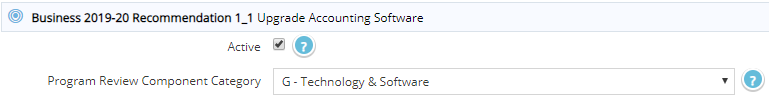 Business 2019-20 Recommendation 1_1 Upgrade Accounting Software
Active ?
Program Review Component Category G - Technology & Software ?